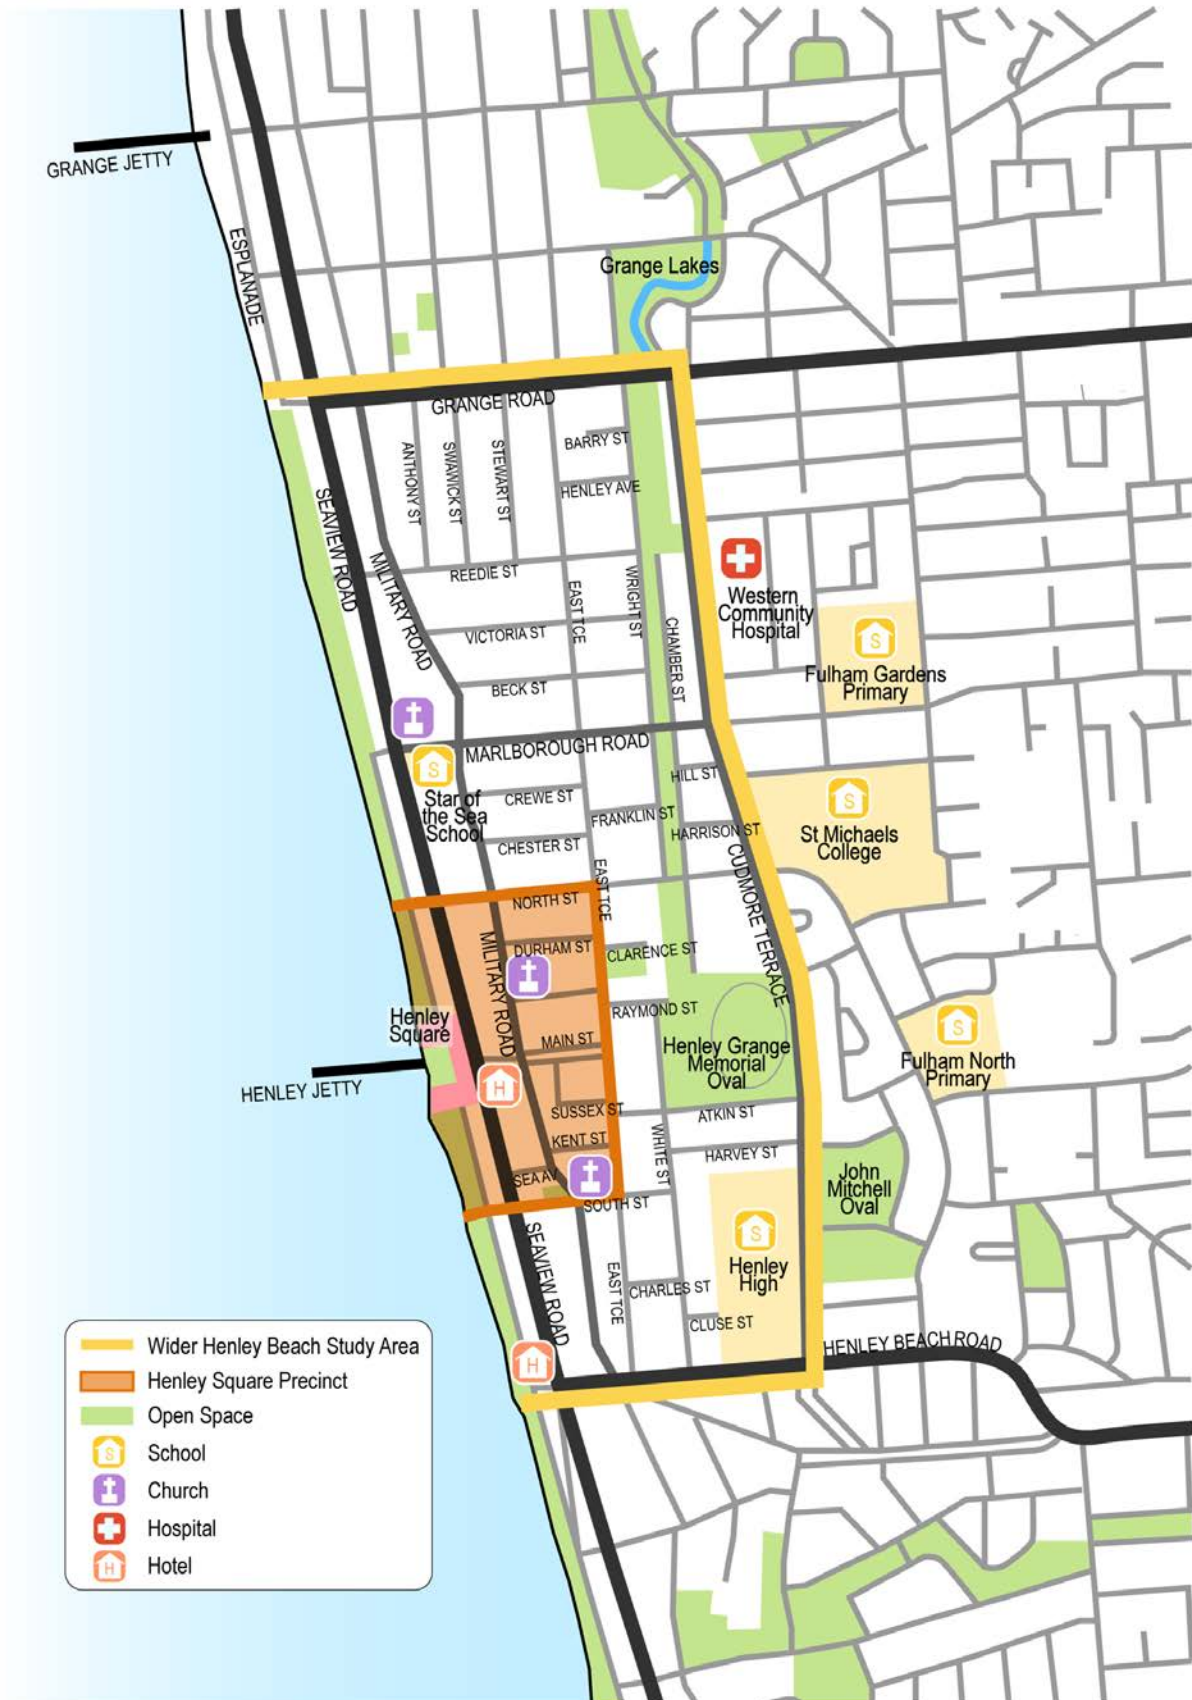 GRANGE JETTY
ESPLANADE
Grange Lakes
GRANGE ROAD
BARRY ST
HENLEY AVE
ANTHONY ST
SWAWICK ST
STEWART ST
SEAVIEW ROAD
MILITARY ROAD
REEDIE ST
EAST TCE
WRIGHT ST
CHAMBER ST
VICTORIA ST
BECK ST
Western
Community
Hospital
S
Fulham Gardens
Primary
MARLBOROUGH ROAD
S
Star of
the Sea
School
CREWE ST
CHESTER ST
FRANKLIN ST
HILL ST
HARRISON ST
S
St Michaels
College
CUDMORE TERRACE
EAST TCE
NORTH ST
DURHAM ST
CLARENCE ST
MILITARY ROAD
RAYMOND ST
Henley
Square
MAIN ST
Henley Grange
Memorial
Oval
S
Fulham North
Primary
HENLEY JETTY
H
SUSSEX ST
ATKIN ST
KENT ST
WHITE ST
HARVEY ST
SEA AV
SOUTH ST
John
Mitchell
Oval
S
Henley
High
SEAVIEW ROAD
EAST TCE
CHARLES ST
CLUSE ST
HENLEY BEACH ROAD
H
Wider Henley Beach Study Area
Henley Square Precinct
Open Space
S School
Church
Hospital
H Hotel